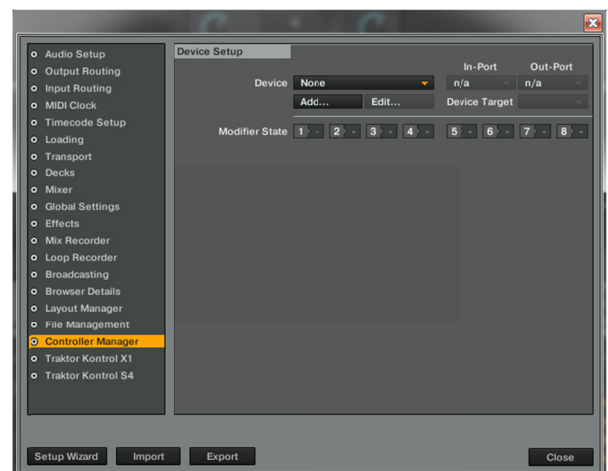 Audio Setup
Output Routing
Input Routing
MIDI Clock
Timecode Setup
Loading
Transport
Decks
Mixer
Global Settings
Effects
Mix Recorder
Loop Recorder
Broadcasting
Browser Details
Layout Manager
File Management
Controller Manager
Traktor Kontrol X1
Traktor Kontrol S4
Device Setup
In-Port Out-Port
Device None n/a n/a
Add... Edit... Device Target
Modifier State 1 - 2 - 3 - 4 - 5 - 6 - 7 - 8 -
Setup Wizard Import Export Close